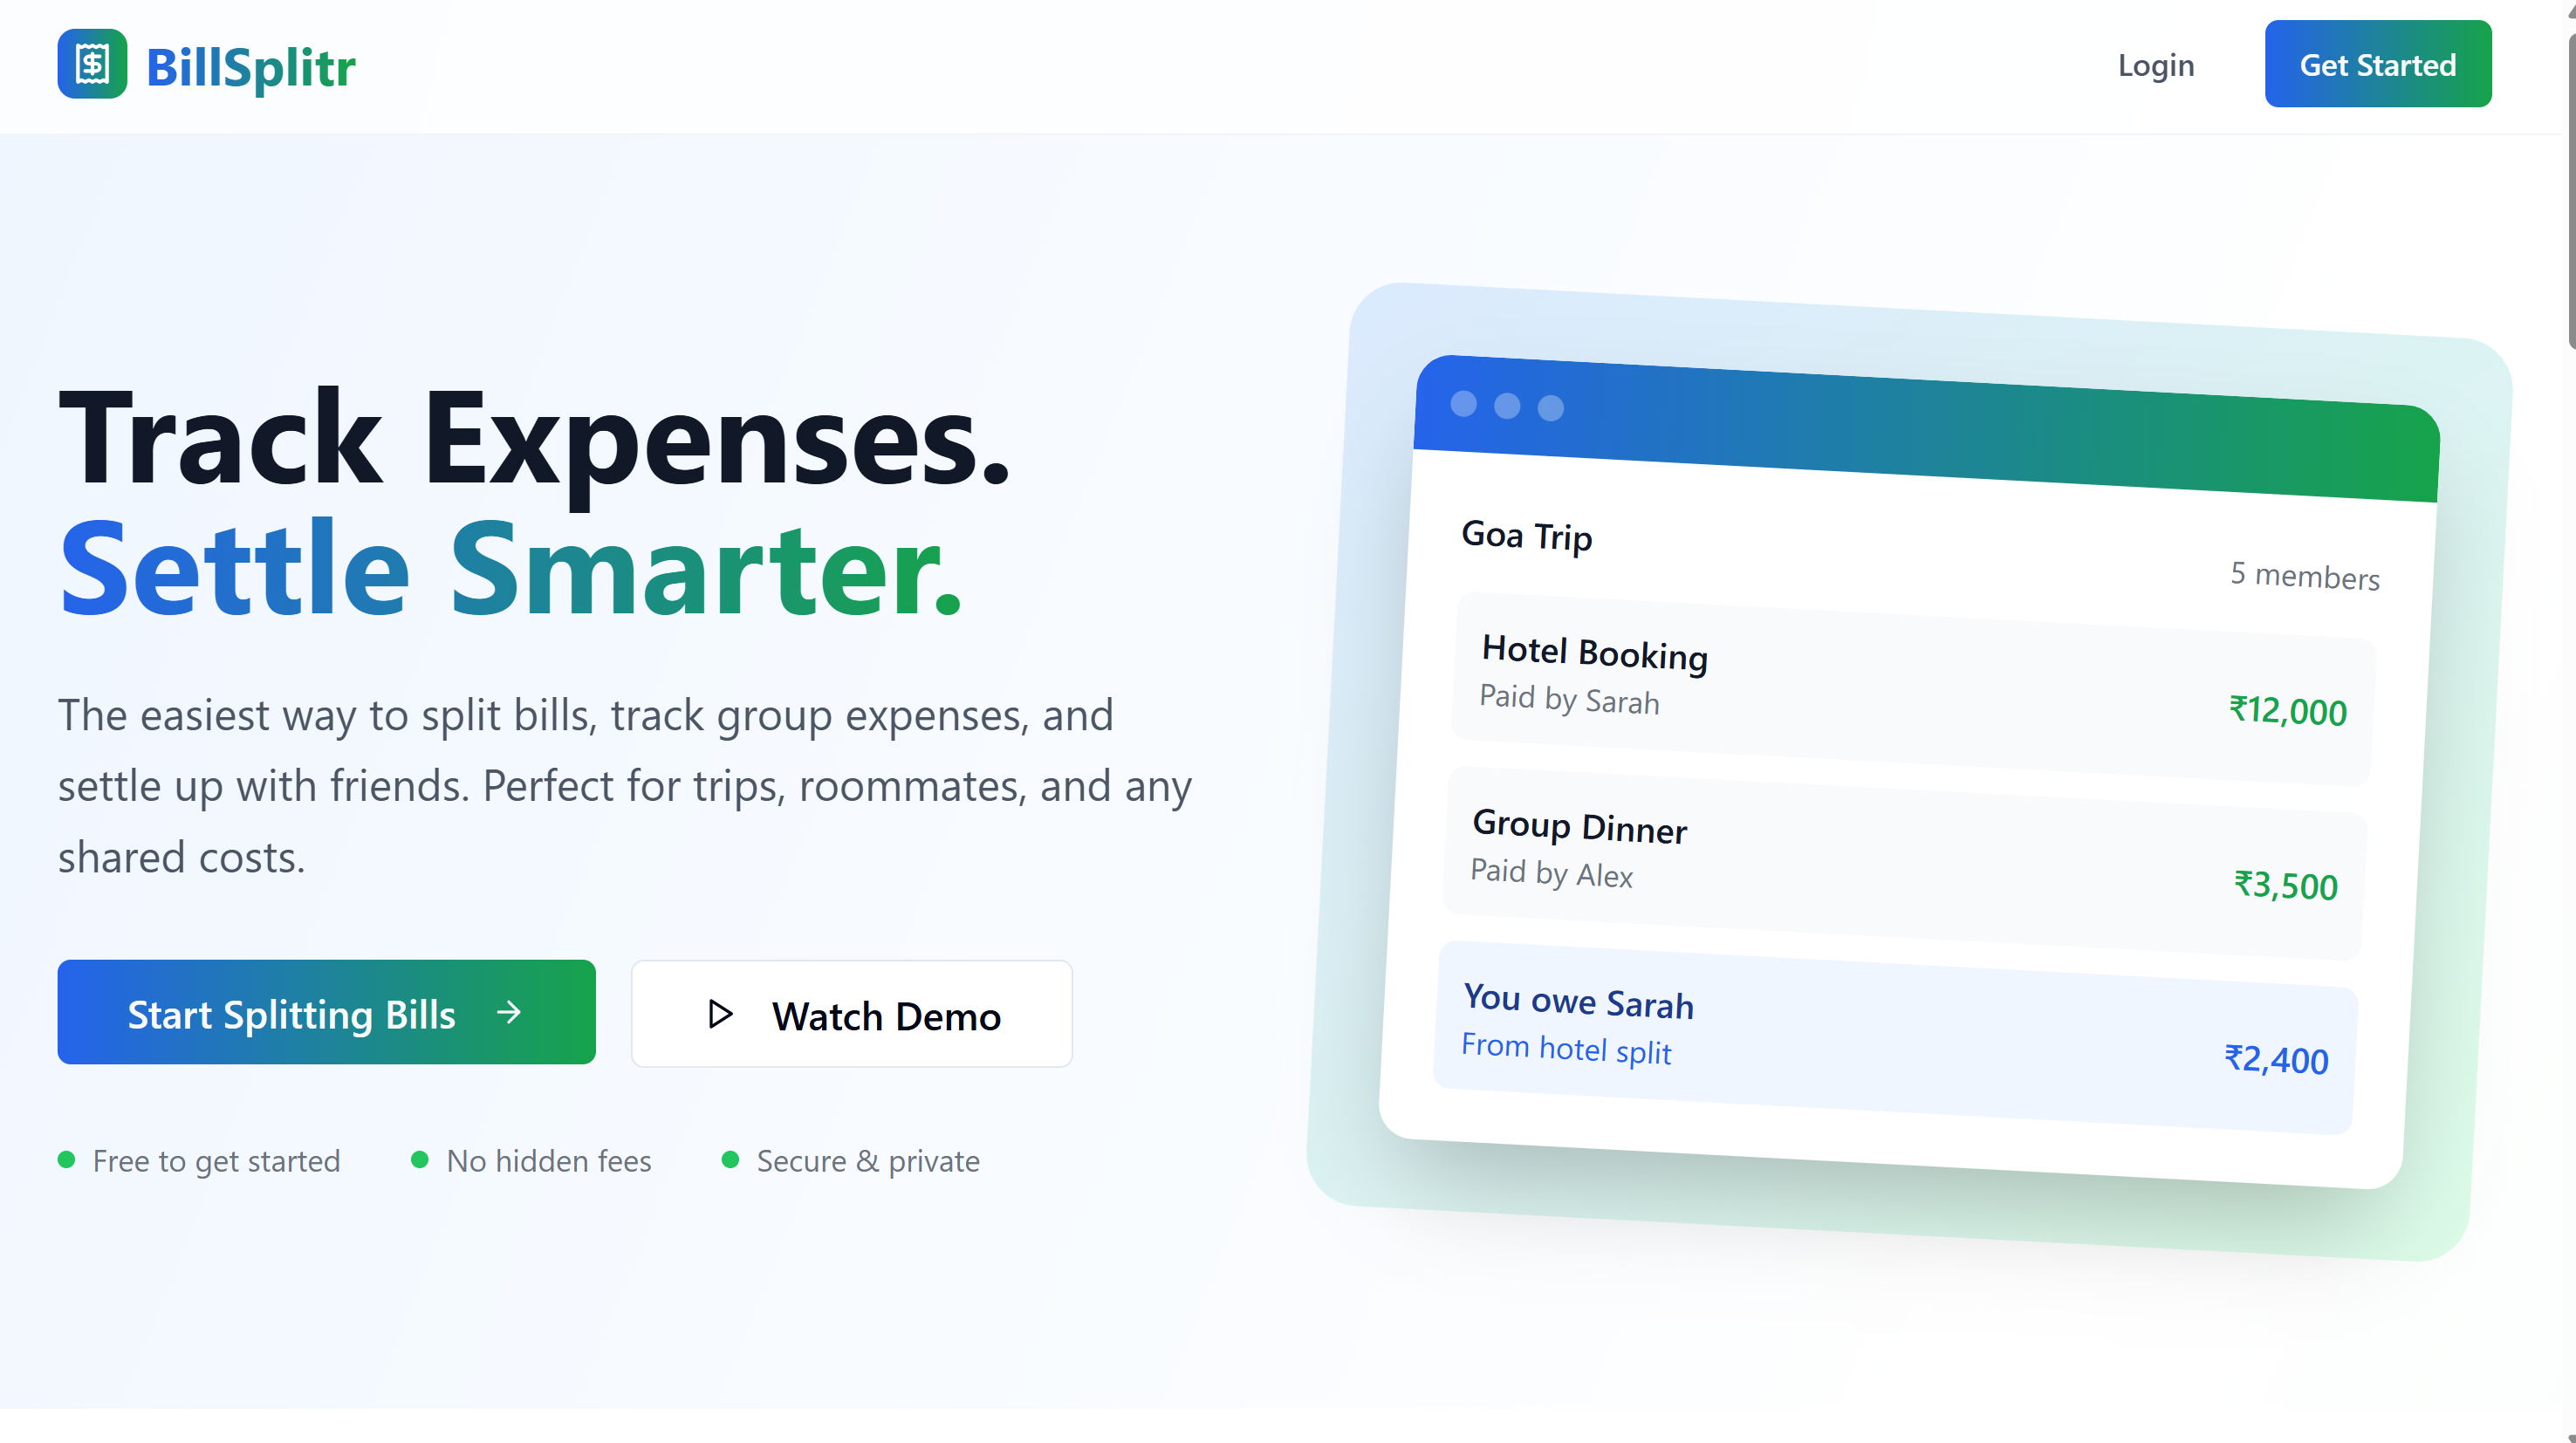 BillSplitr
Login
Get Started
Track Expenses.
Settle Smarter.
The easiest way to split bills, track group expenses, and
settle up with friends. Perfect for trips, roommates, and any
shared costs.
Start Splitting Bills
Watch Demo
Free to get started
No hidden fees
Secure & private
Goa Trip
5 members
Hotel Booking
Paid by Sarah
₹12,000
Group Dinner
Paid by Alex
₹3,500
You owe Sarah
From hotel split
₹2,400